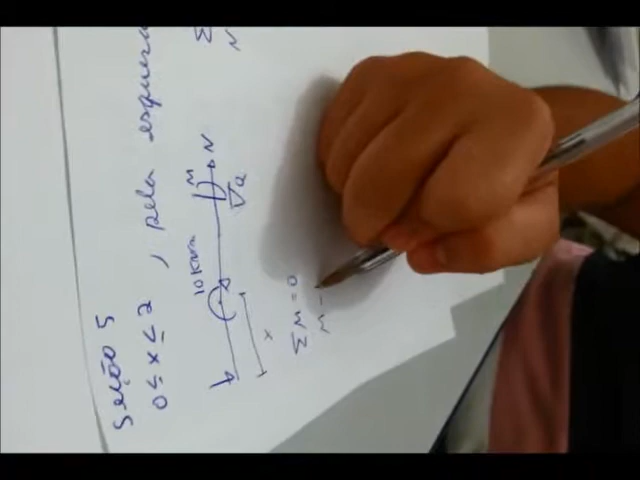 Seção 5
0 ≤ x ≤ 2 , pela esquerda
10 KNm M N
V
x
ΣM = 0
M -
Σ
M